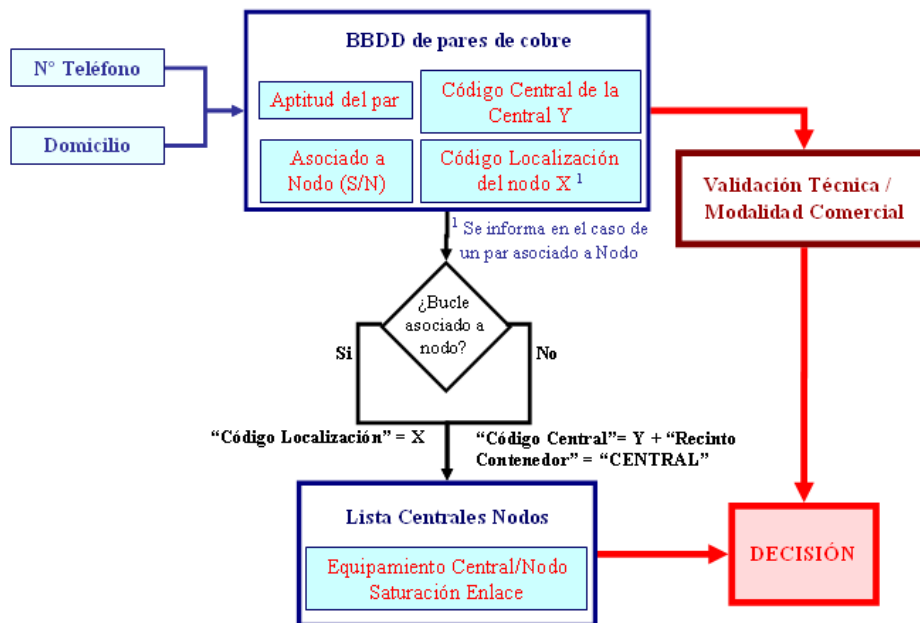 BBDD de pares de cobre
N° Teléfono
Domicilio
Aptitud del par
Código Central de la
Central Y
Asociado a
Nodo (S/N)
Código Localización
del nodo X ¹
Validación Técnica /
Modalidad Comercial
¹ Se informa en el caso de
un par asociado a Nodo
¿Bucle
asociado a
nodo?
Si
No
“Código Localización” = X
“Código Central”= Y + “Recinto
Contenedor” = “CENTRAL”
Lista Centrales Nodos
Equipamiento Central/Nodo
Saturación Enlace
DECISIÓN